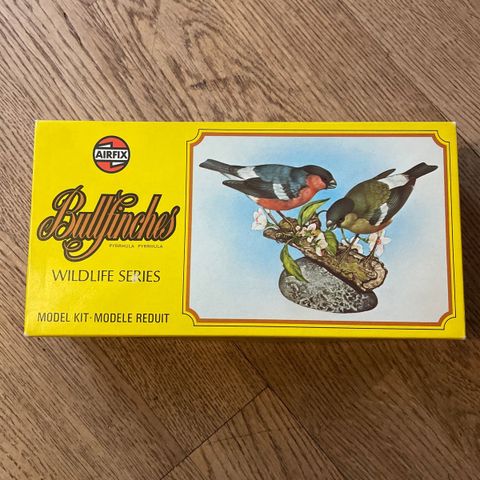 AIRFIX
Bullfinches
PYRRHULA PYRRHULA
WILDLIFE SERIES
MODEL KIT·MODELE REDUIT